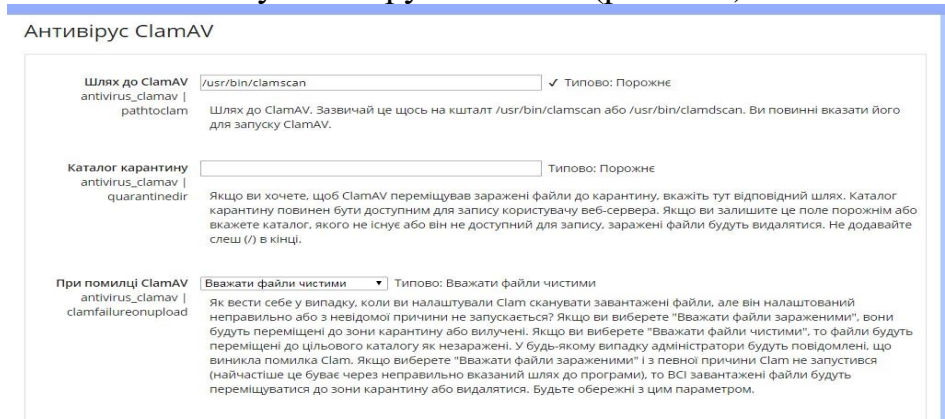 Антивірус ClamAV
Шлях до ClamAV /usr/bin/clamscan ✓ Типово: Порожнє
antivirus_clamav |
pathtoclam
Шлях до ClamAV. Зазвичай це щось на кшталт /usr/bin/clamscan або /usr/bin/clamdscan. Ви повинні вказати його
для запуску ClamAV.
Каталог карантину Типово: Порожнє
antivirus_clamav |
quarantinedir
Якщо ви хочете, щоб ClamAV переміщував заражені файли до карантину, вкажіть тут відповідний шлях. Каталог
карантину повинен бути доступним для запису користувачу веб-сервера. Якщо ви залишите це поле порожнім або
вкажете каталог, якого не існує або він не доступний для запису, заражені файли будуть видалятися. Не додавайте
слеш (/) в кінці.
При помилці ClamAV Вважати файли чистими ▼ Типово: Вважати файли чистими
antivirus_clamav |
clamfailureonupload
Як вести себе у випадку, коли ви налаштували Clam сканувати завантажені файли, але він налаштований
неправильно або з невідомої причини не запускається? Якщо ви виберете "Вважати файли зараженими", вони
будуть переміщені до зони карантину або вилучені. Якщо ви виберете "Вважати файли чистими", то файли будуть
переміщені до цільового каталогу як незаражені. У будь-якому випадку адміністратори будуть повідомлені, що
виникла помилка Clam. Якщо виберете "Вважати файли зараженими" і з певної причини Clam не запустився
(найчастіше це буває через неправильно вказаний шлях до програми), то ВСІ завантажені файли будуть
переміщуватися до зони карантину або видалятися. Будьте обережні з цим параметром.